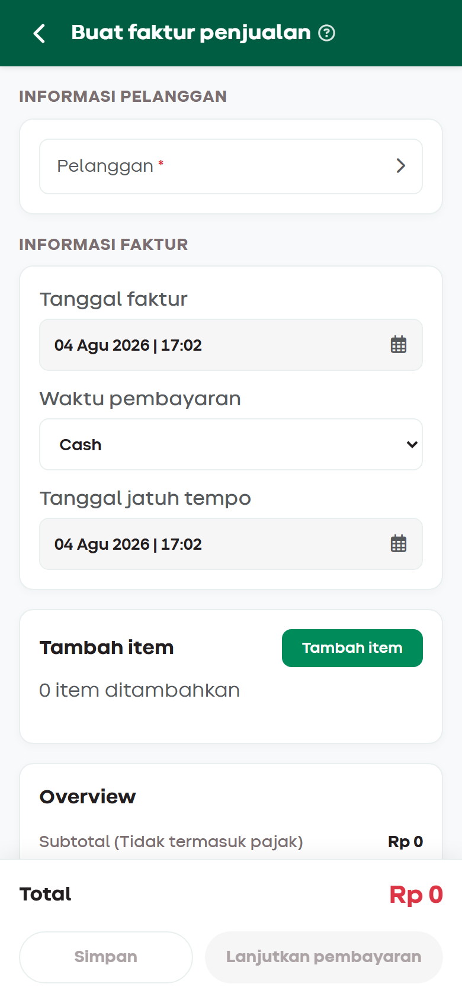 Buat faktur penjualan
INFORMASI PELANGGAN
Pelanggan *
INFORMASI FAKTUR
Tanggal faktur
04 Agu 2026 | 17:02
Waktu pembayaran
Cash
Tanggal jatuh tempo
04 Agu 2026 | 17:02
Tambah item
Tambah item
0 item ditambahkan
Overview
Subtotal (Tidak termasuk pajak) Rp 0
Total Rp 0
Simpan
Lanjutkan pembayaran